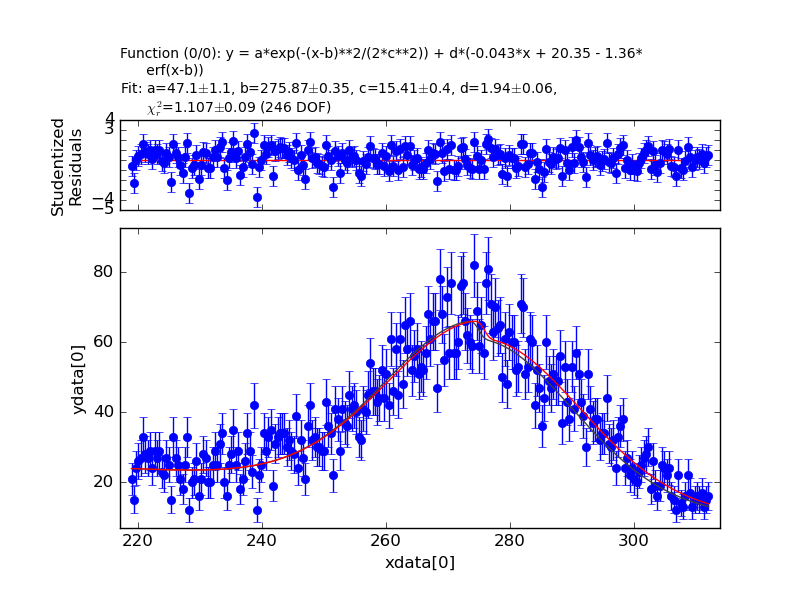 Function (0/0): y = a*exp(-(x-b)**2/(2*c**2)) + d*(-0.043*x + 20.35 - 1.36*
erf(x-b))
Fit: a=47.1±1.1, b=275.87±0.35, c=15.41±0.4, d=1.94±0.06,
χ²ᵣ=1.107±0.09 (246 DOF)
4
3
−4
−5
Studentized
Residuals
80
60
40
20
ydata[0]
220 240 260 280 300
xdata[0]